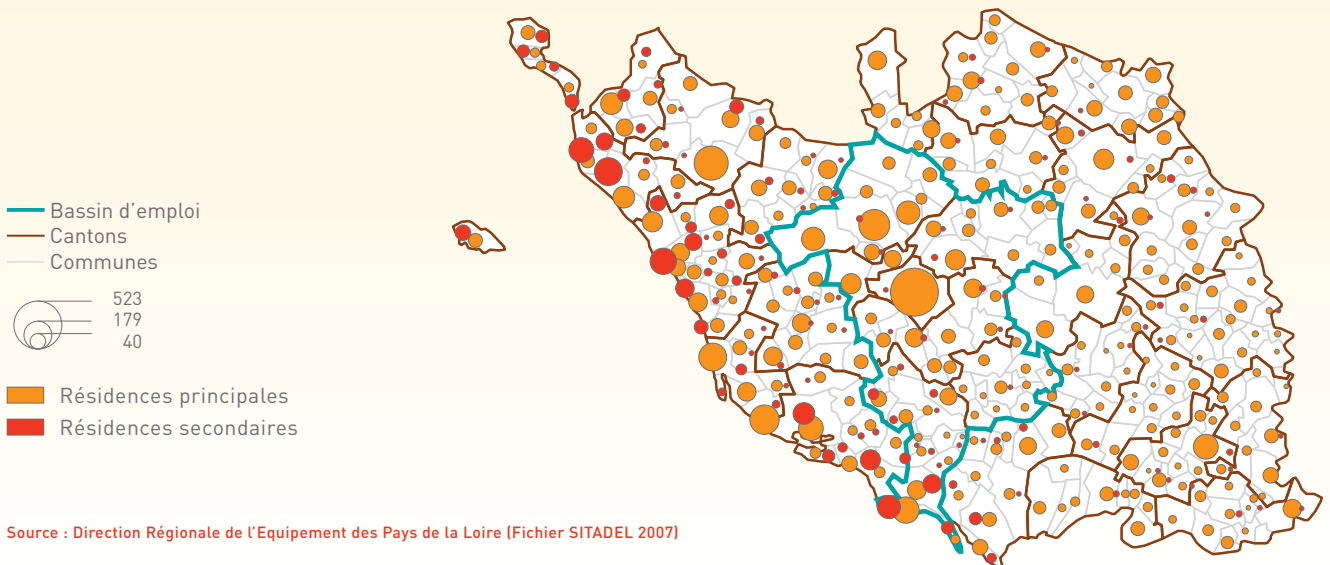 Bassin d'emploi
Cantons
Communes
523
179
40
Résidences principales
Résidences secondaires
Source : Direction Régionale de l'Equipement des Pays de la Loire (Fichier SITADEL 2007)